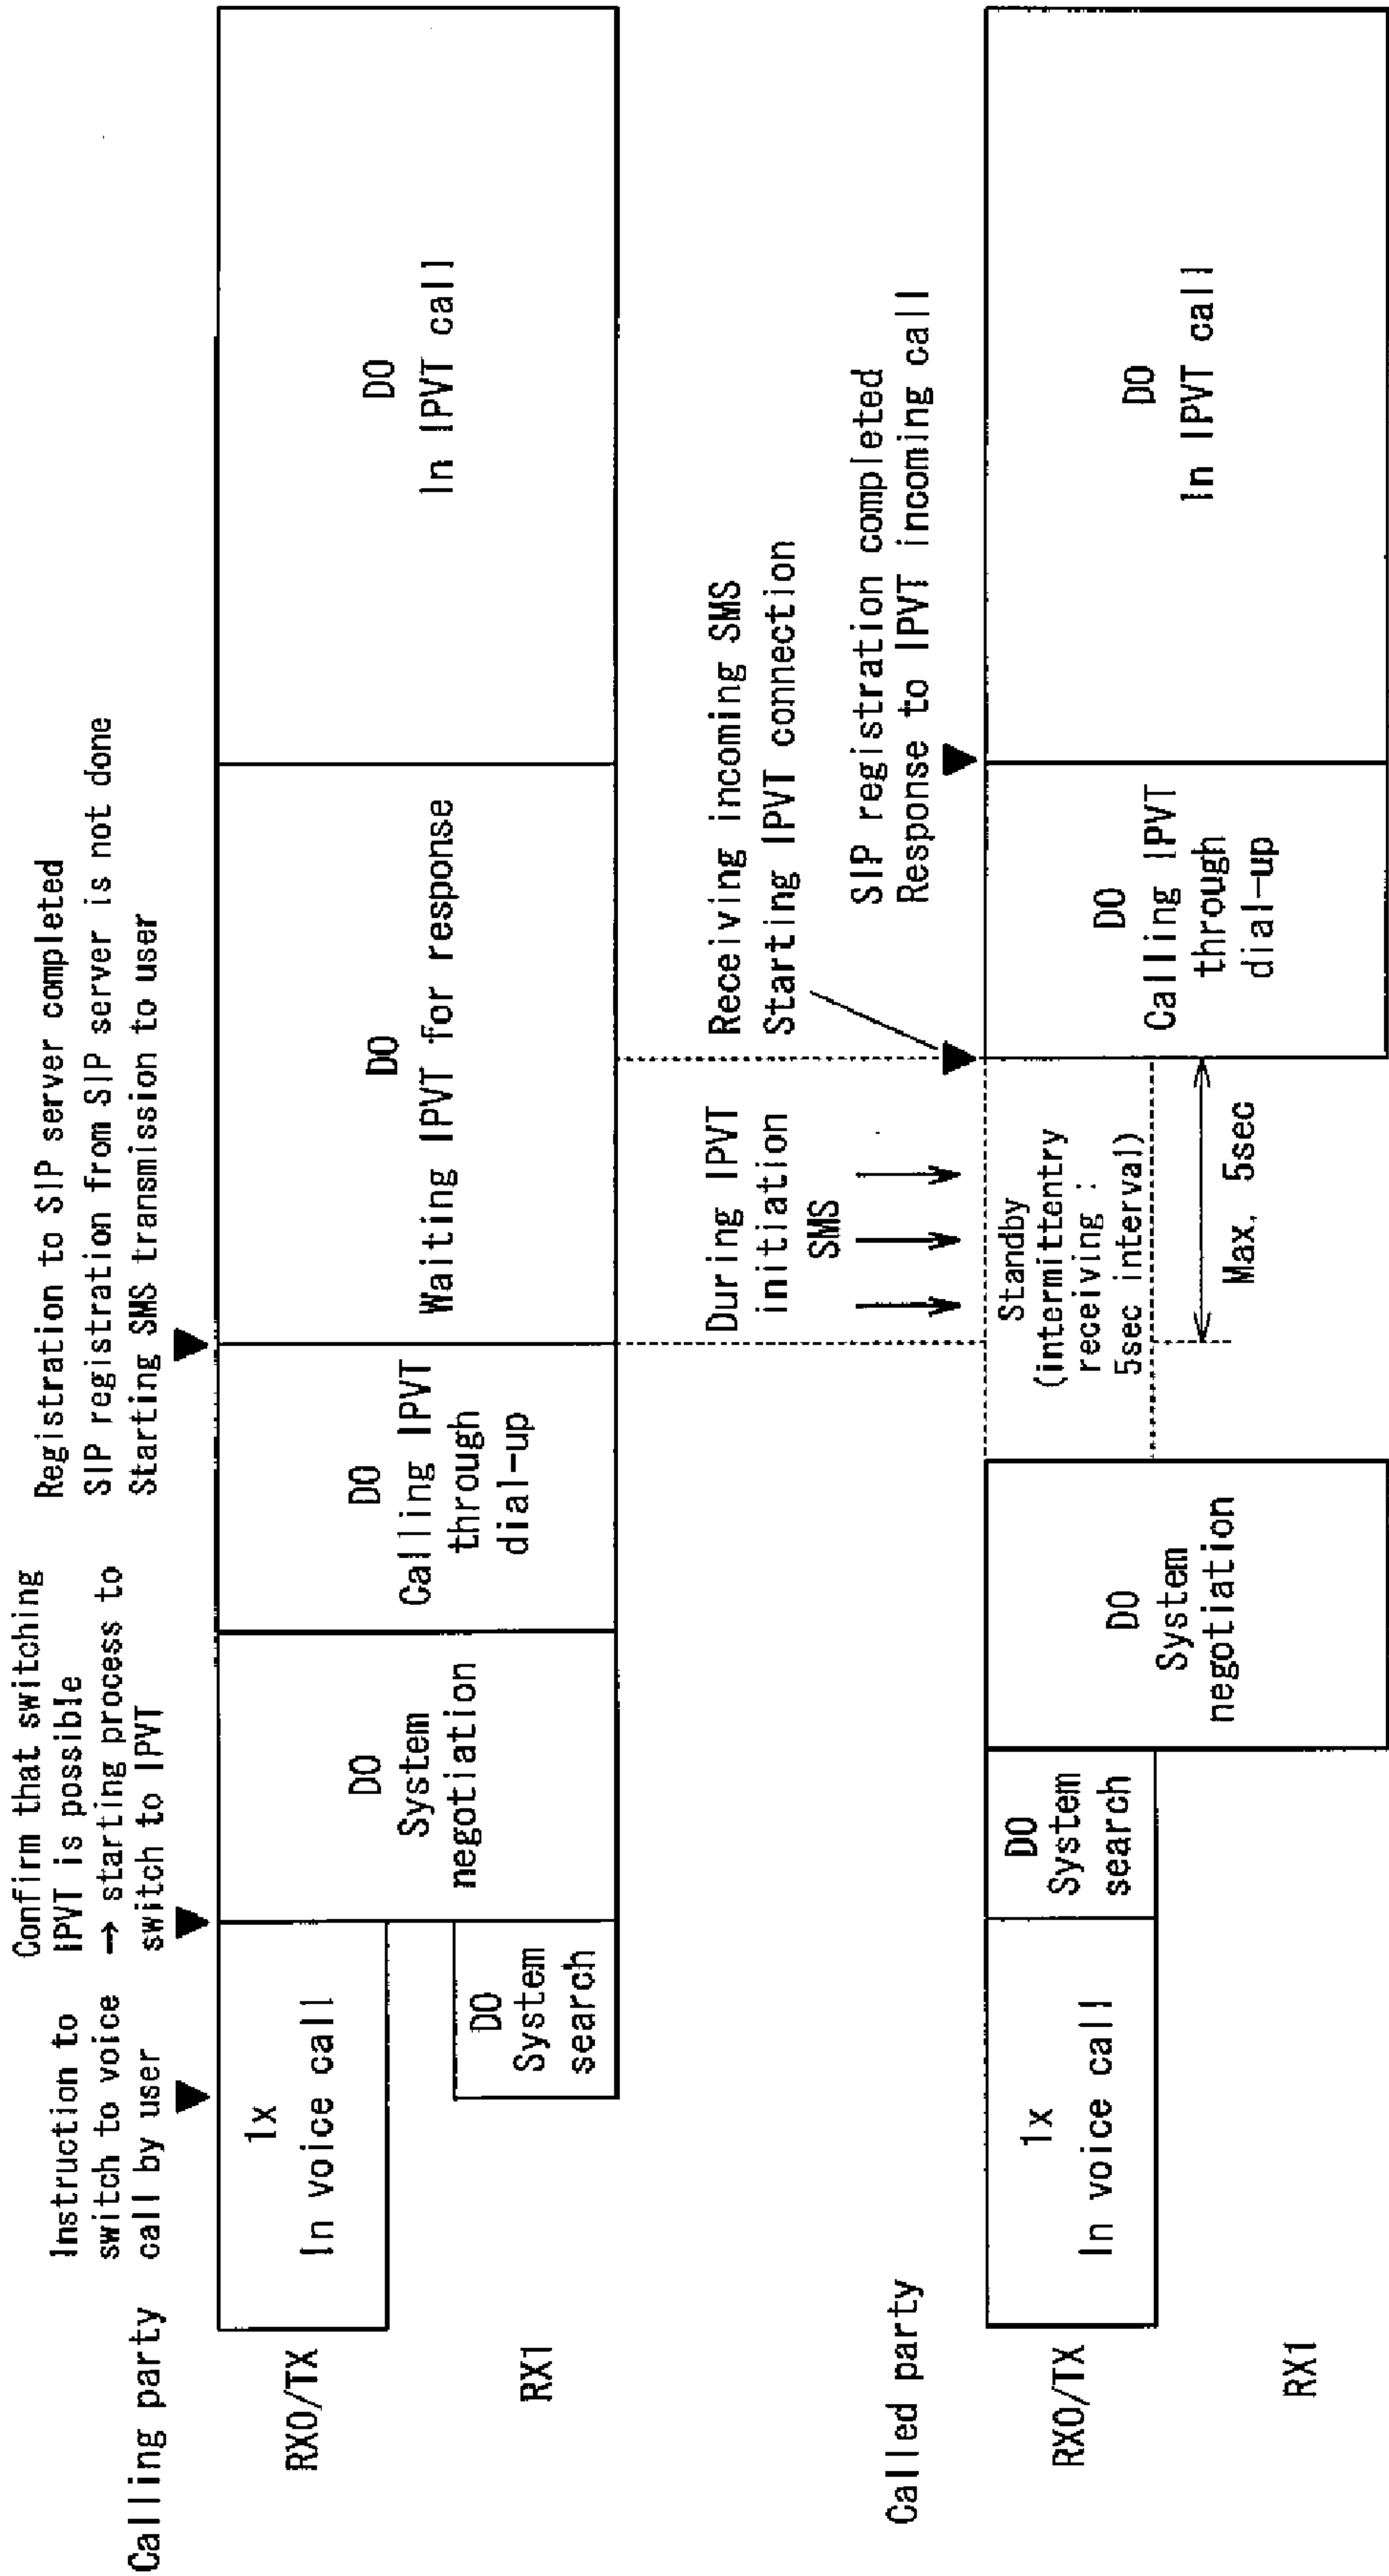 Calling party
Instruction to
switch to voice
call by user
Confirm that switching
IPVT is possible
→ starting process to
switch to IPVT
Registration to SIP server completed
SIP registration from SIP server is not done
Starting SMS transmission to user
RX0/TX
1x
In voice call
RX1
DO
System
search
DO
System
negotiation
DO
Calling IPVT
through
dial-up
DO
Waiting IPVT for response
DO
In IPVT call
During IPVT
initiation
SMS
Receiving incoming SMS
Starting IPVT connection
SIP registration completed
Response to IPVT incoming call
Called party
RX0/TX
1x
In voice call
DO
System
search
RX1
DO
System
negotiation
Standby
(intermittentry
receiving :
5sec interval)
Max. 5sec
DO
Calling IPVT
through
dial-up
DO
In IPVT call